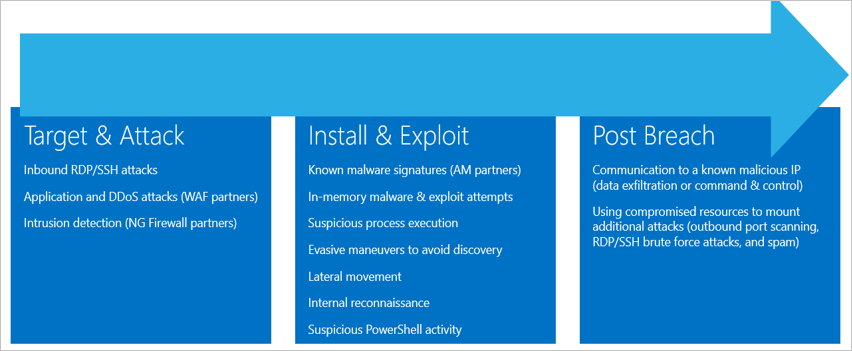 Target & Attack
Inbound RDP/SSH attacks
Application and DDoS attacks (WAF partners)
Intrusion detection (NG Firewall partners)
Install & Exploit
Known malware signatures (AM partners)
In-memory malware & exploit attempts
Suspicious process execution
Evasive maneuvers to avoid discovery
Lateral movement
Internal reconnaissance
Suspicious PowerShell activity
Post Breach
Communication to a known malicious IP
(data exfiltration or command & control)
Using compromised resources to mount
additional attacks (outbound port scanning,
RDP/SSH brute force attacks, and spam)